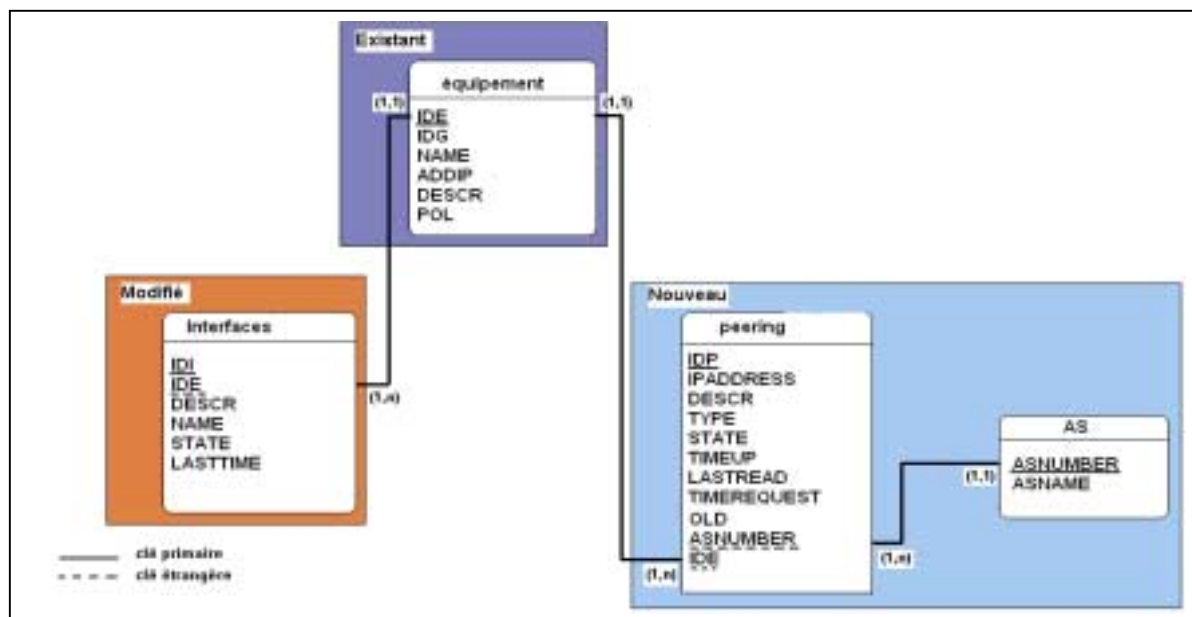 Existant
équipement
(1,1)
(1,1)
IDE
IDG
NAME
ADDIP
DESCR
POL
Modifié
Interfaces
IDI
IDE
DESCR
NAME
STATE
LASTTIME
(1,n)
Nouveau
peering
IDP
IPADDRESS
DESCR
TYPE
STATE
TIMEUP
LASTREAD
TIMEREQUEST
OLD
ASNUMBER
IDE
(1,n)
(1,n)
AS
(1,1)
ASNUMBER
ASNAME
clé primaire
clé étrangère